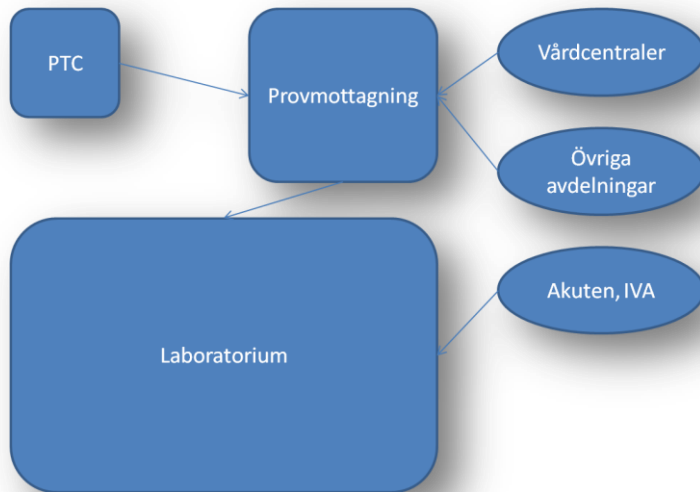 PTC
Provmottagning
Vårdcentraler
Övriga
avdelningar
Akuten, IVA
Laboratorium